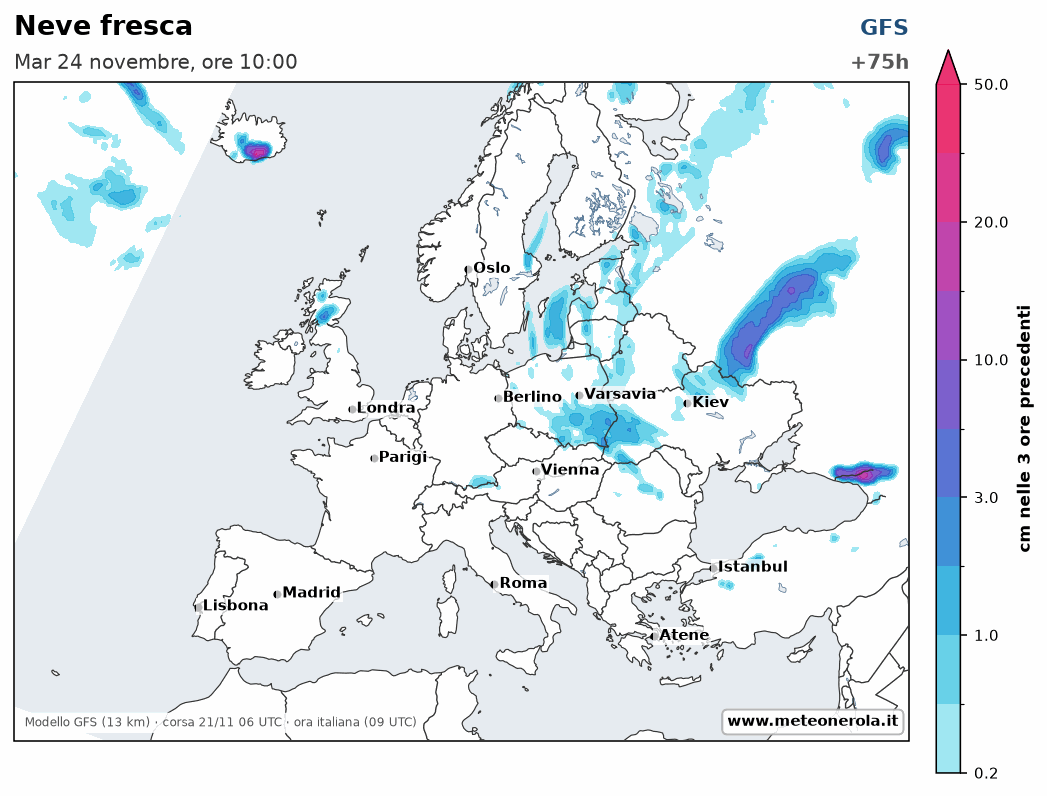 Neve fresca
GFS
Mar 24 novembre, ore 10:00
+75h
50.0
20.0
10.0
3.0
1.0
0.2
cm nelle 3 ore precedenti
Oslo
Berlino
Varsavia
Kiev
Londra
Parigi
Vienna
Istanbul
Roma
Madrid
Lisbona
Atene
Modello GFS (13 km) · corsa 21/11 06 UTC · ora italiana (09 UTC)
www.meteonerola.it